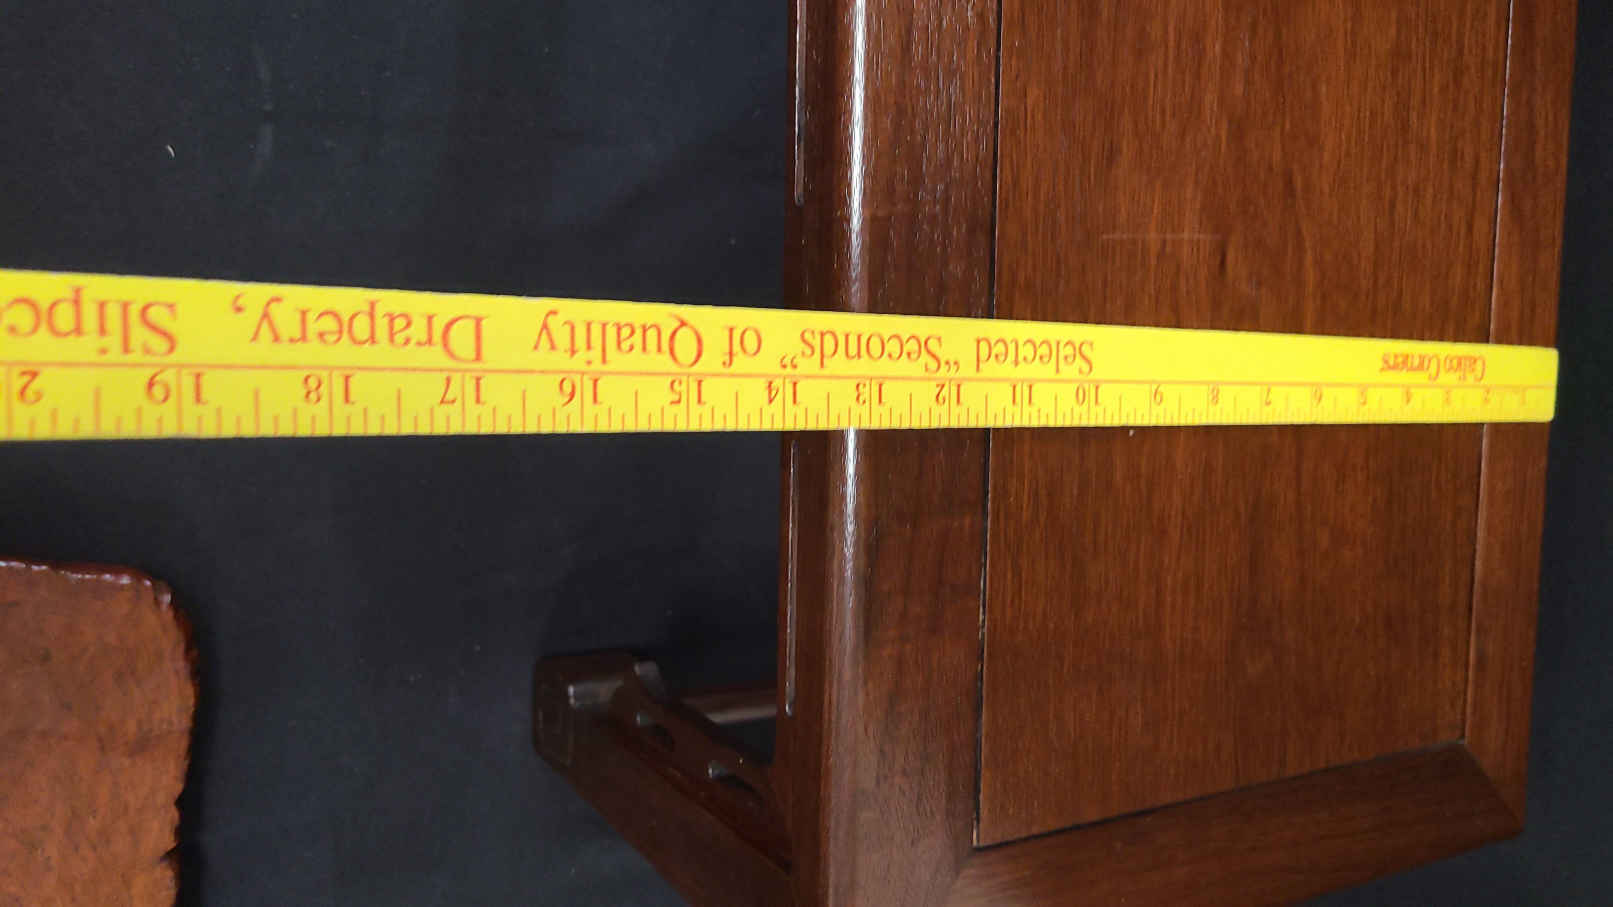 1 2 3 4 5 6 7 8 9 10 11 12 13 14 15 16 17 18 19 2
Calico Corners Selected “Seconds” of Quality Drapery, Slipc